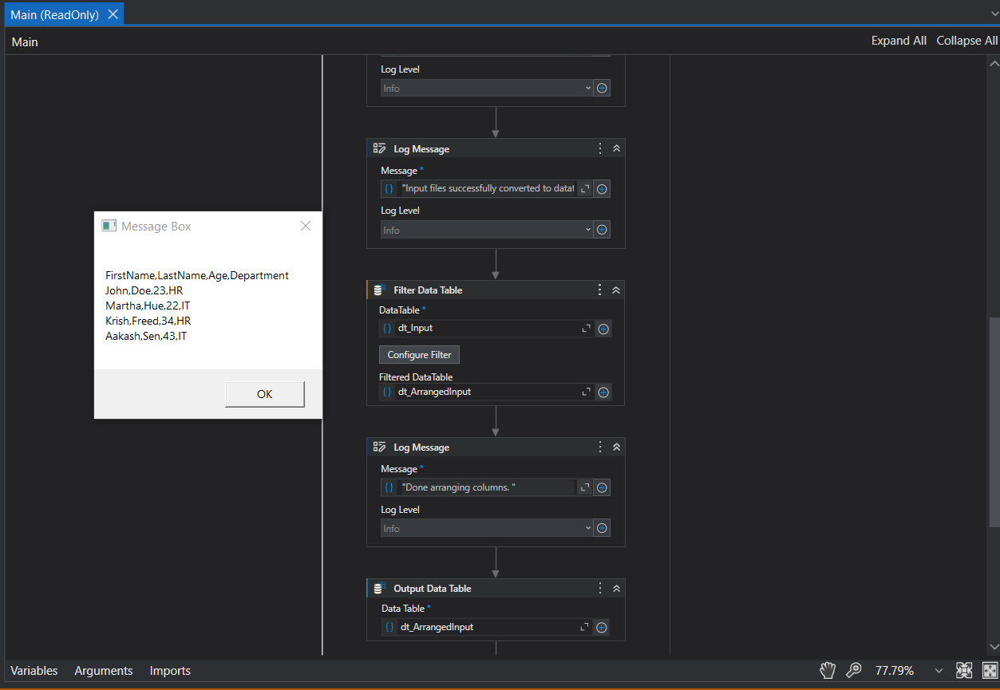 Main (ReadOnly)
Main
Expand All Collapse All
Log Level
Info
Log Message
Message *
"Input files successfully converted to datat
Log Level
Info
Message Box
FirstName,LastName,Age,Department
John,Doe,23,HR
Martha,Hue,22,IT
Krish,Freed,34,HR
Aakash,Sen,43,IT
OK
Filter Data Table
DataTable *
dt_Input
Configure Filter
Filtered DataTable
dt_ArrangedInput
Log Message
Message *
"Done arranging columns. "
Log Level
Info
Output Data Table
Data Table *
dt_ArrangedInput
Variables Arguments Imports
77.79%